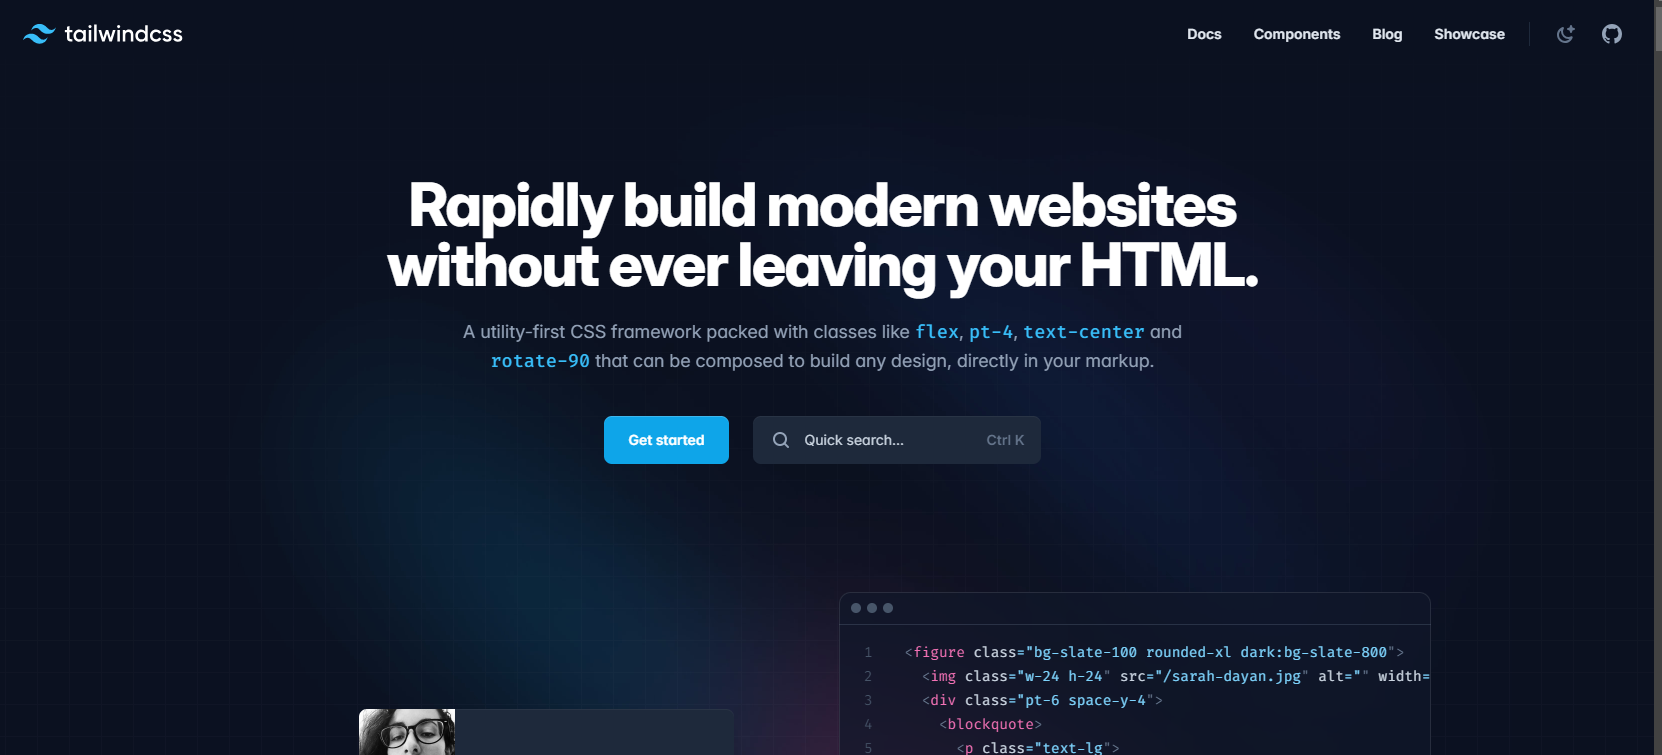 tailwindcss
Docs Components Blog Showcase
Rapidly build modern websites
without ever leaving your HTML.
A utility-first CSS framework packed with classes like flex, pt-4, text-center and
rotate-90 that can be composed to build any design, directly in your markup.
Get started
Quick search... Ctrl K
1 <figure class="bg-slate-100 rounded-xl dark:bg-slate-800">
2 <img class="w-24 h-24" src="/sarah-dayan.jpg" alt="" width=
3 <div class="pt-6 space-y-4">
4 <blockquote>
5 <p class="text-lg">